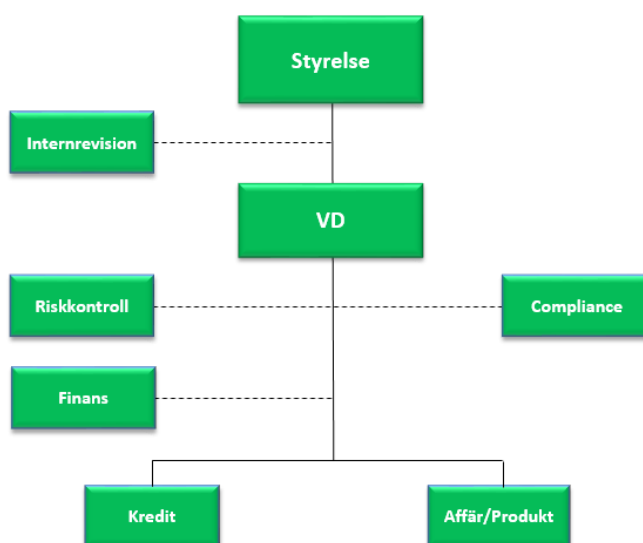 Styrelse
Internrevision
VD
Riskkontroll
Compliance
Finans
Kredit
Affär/Produkt